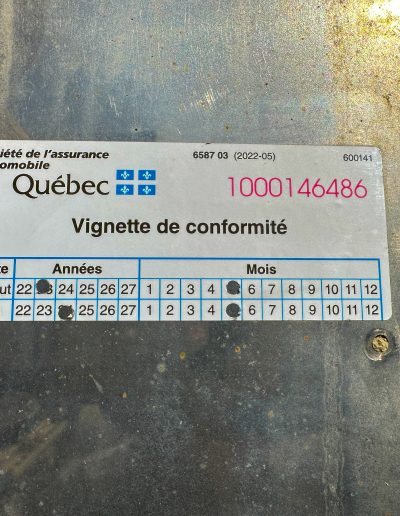 iété de l'assurance
omobile
6587 03 (2022-05)
600141
Québec
1000146486
Vignette de conformité
te Années Mois
ut 22 24 25 26 27 1 2 3 4 6 7 8 9 10 11 12
22 23 25 26 27 1 2 3 4 6 7 8 9 10 11 12